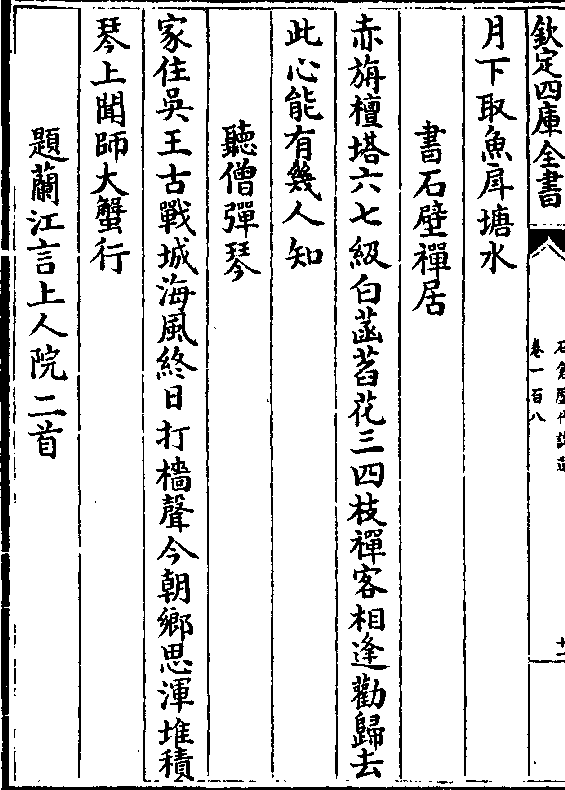 欽定四庫全書
石倉歷代詩選
卷一百八
月下取魚戽塘水
書石壁禪居
赤旃檀塔六七級白菡萏花三四枝禪客相逢勸歸去
此心能有幾人知
聽僧彈琴
家住吳王古戰城海風終日打檣聲今朝鄉思渾堆積
琴上聞師大蟹行
題蘭江言上人院二首